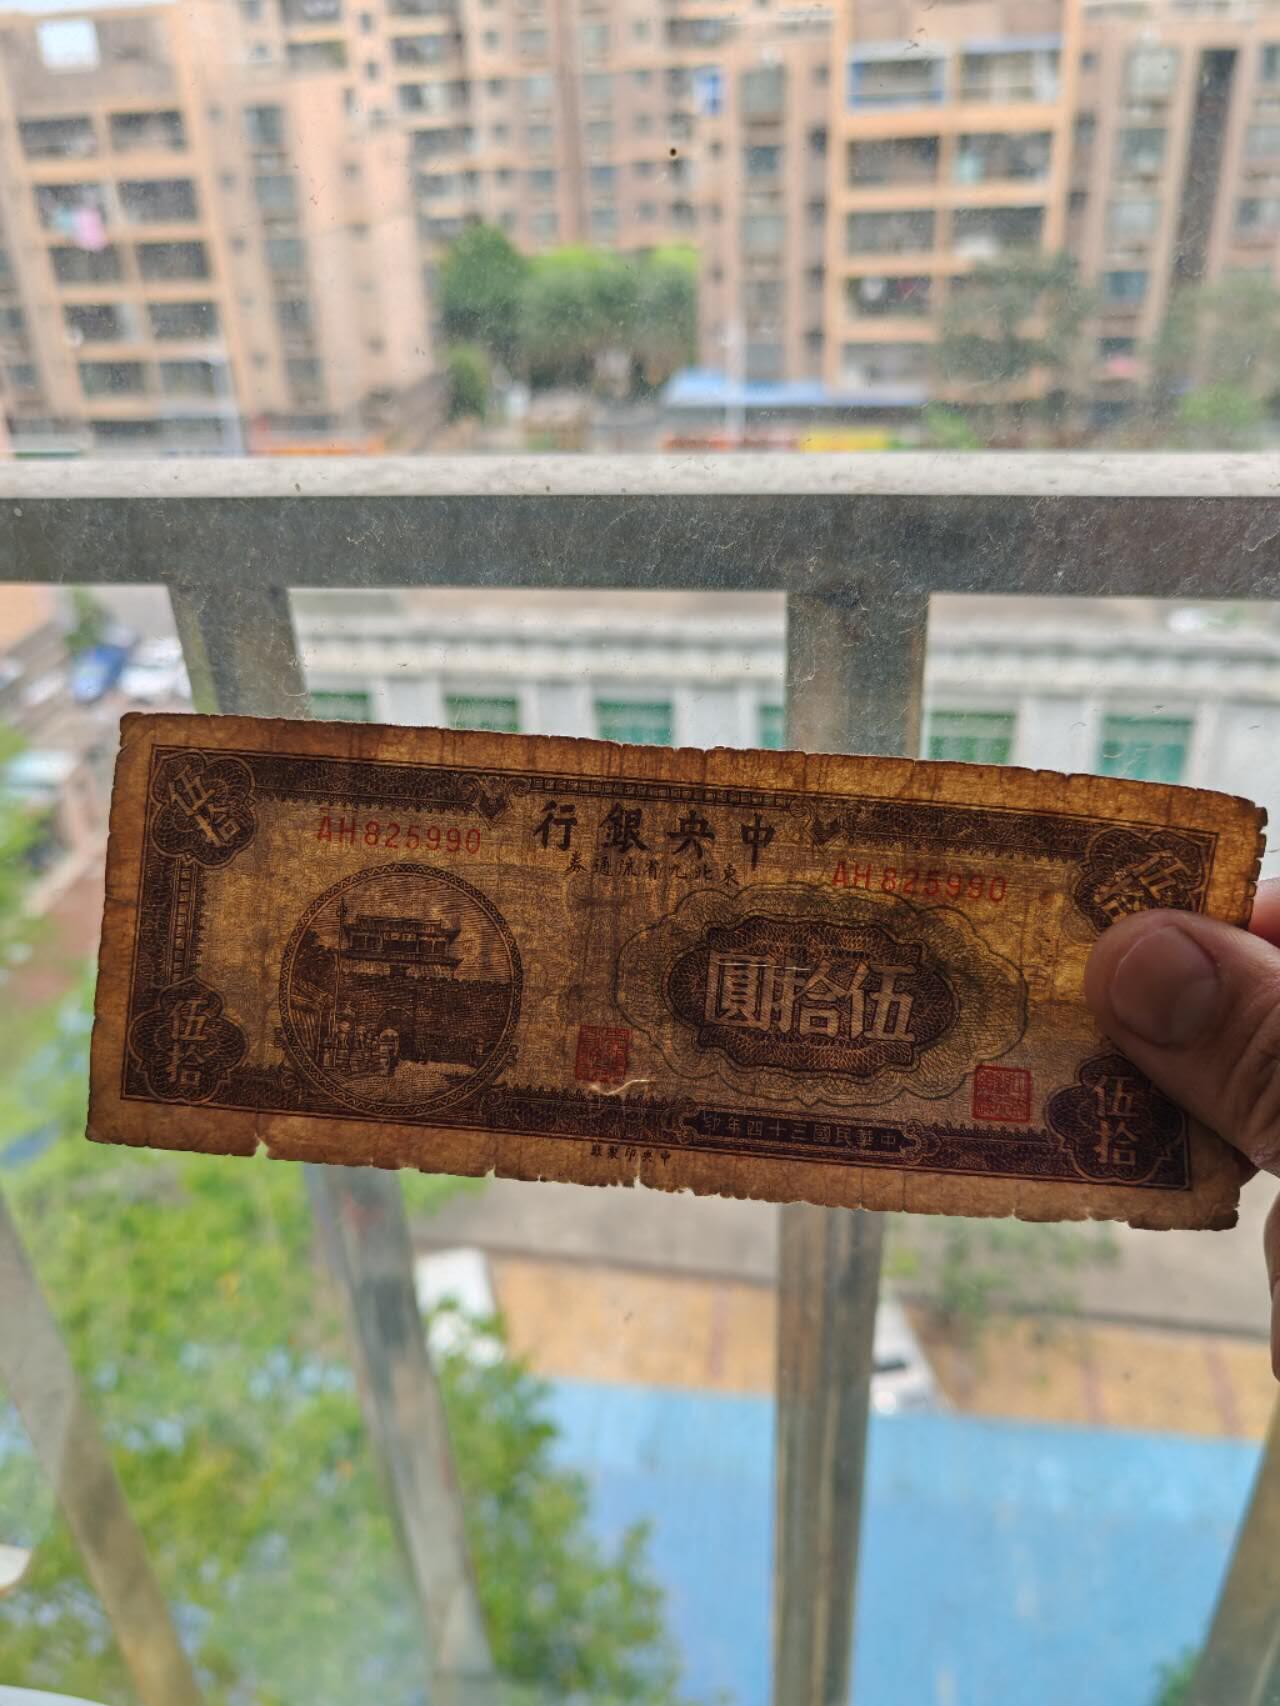 中央銀行
東北九省流通券
AH825990
AH825990
伍拾
伍拾圓
伍拾
伍拾
伍拾
中華民國三十四年印
中央印製廠